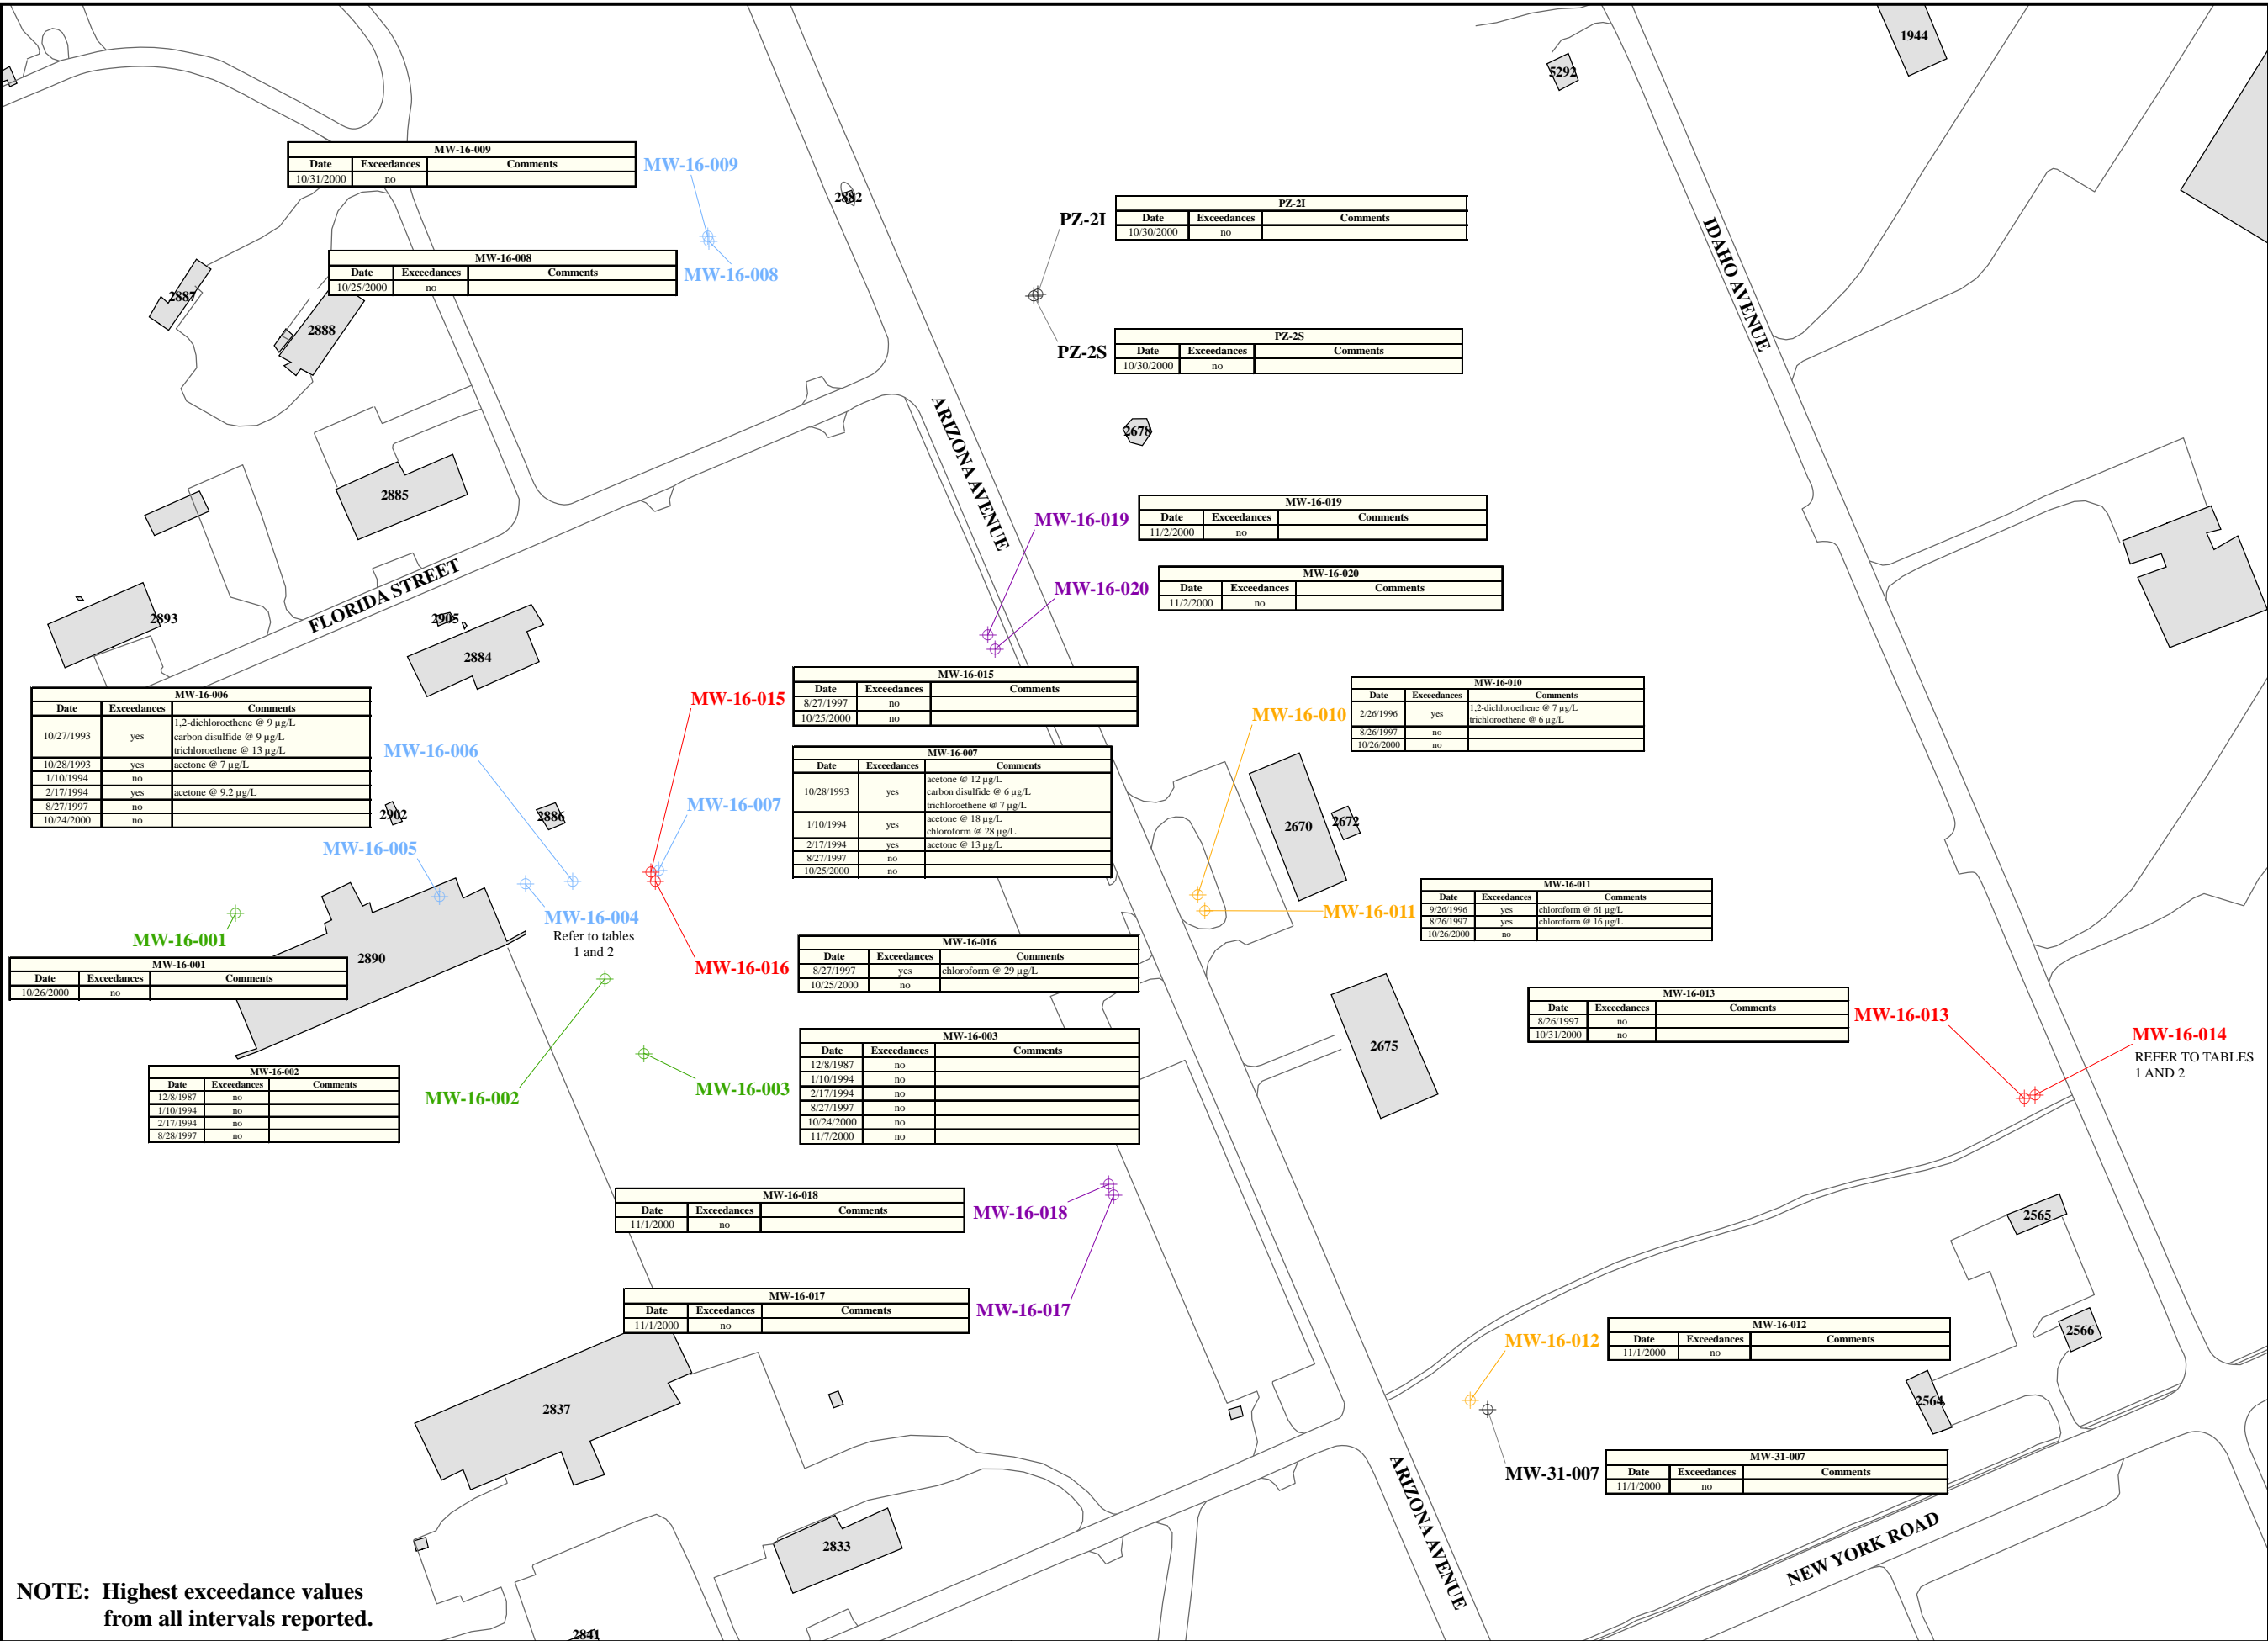 1944
5292
MW-16-009
Date Exceedances Comments
10/31/2000 no
MW-16-009
2882
PZ-2I
PZ-2I
Date Exceedances Comments
10/30/2000 no
IDAHO AVENUE
MW-16-008
Date Exceedances Comments
10/25/2000 no
MW-16-008
2887
2888
PZ-2S
PZ-2S
Date Exceedances Comments
10/30/2000 no
ARIZONA AVENUE
2678
2885
MW-16-019
MW-16-019
Date Exceedances Comments
11/2/2000 no
MW-16-020
MW-16-020
Date Exceedances Comments
11/2/2000 no
FLORIDA STREET
2893
2905
2884
MW-16-006
Date Exceedances Comments
10/27/1993 yes 1,2-dichloroethene @ 9 µg/L
carbon disulfide @ 9 µg/L
trichloroethene @ 13 µg/L
10/28/1993 yes acetone @ 7 µg/L
1/10/1994 no
2/17/1994 yes acetone @ 9.2 µg/L
8/27/1997 no
10/24/2000 no
MW-16-006
MW-16-015
MW-16-015
Date Exceedances Comments
8/27/1997 no
10/25/2000 no
MW-16-010
MW-16-010
Date Exceedances Comments
2/26/1996 yes 1,2-dichloroethene @ 7 µg/L
trichloroethene @ 6 µg/L
8/26/1997 no
10/26/2000 no
MW-16-007
MW-16-007
Date Exceedances Comments
10/28/1993 yes acetone @ 12 µg/L
carbon disulfide @ 6 µg/L
trichloroethene @ 7 µg/L
1/10/1994 yes acetone @ 18 µg/L
chloroform @ 28 µg/L
2/17/1994 yes acetone @ 13 µg/L
8/27/1997 no
10/25/2000 no
2902
2886
2670
2672
MW-16-005
MW-16-004
Refer to tables
1 and 2
MW-16-011
MW-16-011
Date Exceedances Comments
9/26/1996 yes chloroform @ 61 µg/L
8/26/1997 yes chloroform @ 16 µg/L
10/26/2000 no
MW-16-001
2890
MW-16-001
Date Exceedances Comments
10/26/2000 no
MW-16-016
MW-16-016
Date Exceedances Comments
8/27/1997 yes chloroform @ 29 µg/L
10/25/2000 no
MW-16-013
Date Exceedances Comments
8/26/1997 no
10/31/2000 no
MW-16-013
MW-16-014
REFER TO TABLES
1 AND 2
2675
MW-16-002
Date Exceedances Comments
12/8/1987 no
1/10/1994 no
2/17/1994 no
8/28/1997 no
MW-16-002
MW-16-003
MW-16-003
Date Exceedances Comments
12/8/1987 no
1/10/1994 no
2/17/1994 no
8/27/1997 no
10/24/2000 no
11/7/2000 no
MW-16-018
Date Exceedances Comments
11/1/2000 no
MW-16-018
2565
MW-16-017
Date Exceedances Comments
11/1/2000 no
MW-16-017
MW-16-012
MW-16-012
Date Exceedances Comments
11/1/2000 no
2566
2837
2564
MW-31-007
MW-31-007
Date Exceedances Comments
11/1/2000 no
ARIZONA AVENUE
NEW YORK ROAD
2833
NOTE: Highest exceedance values
from all intervals reported.
2841